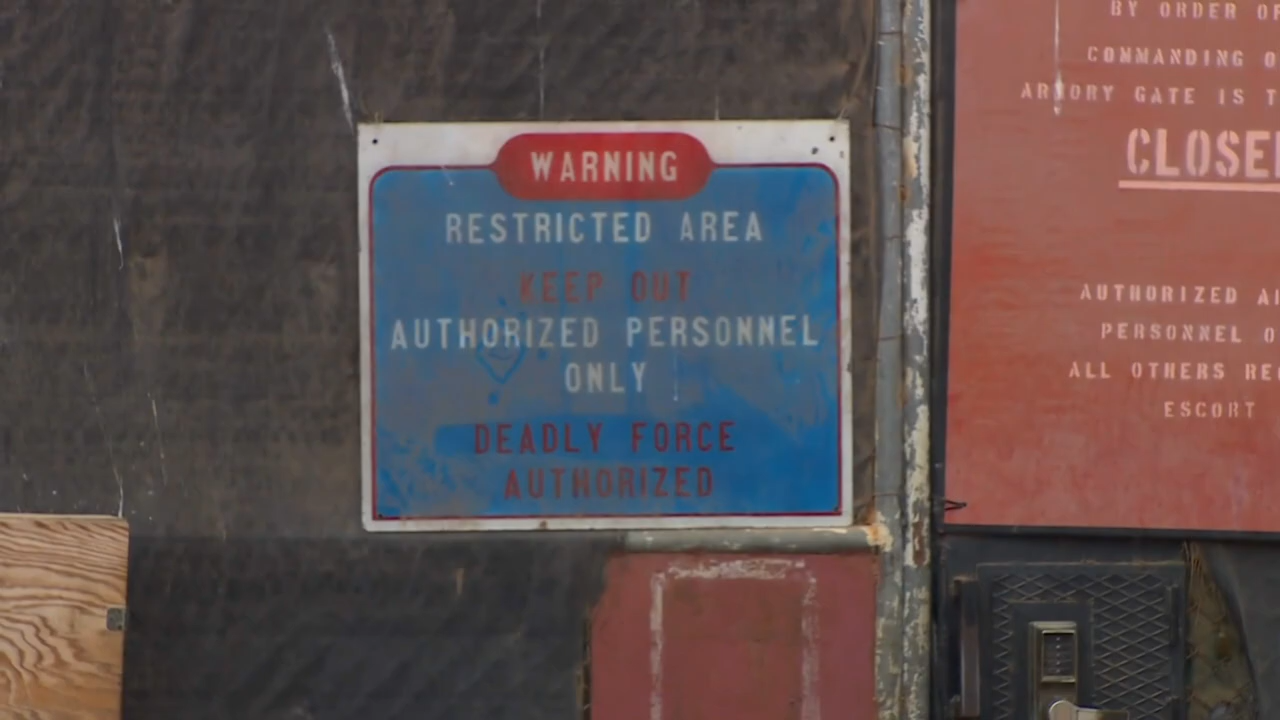 WARNING
RESTRICTED AREA
KEEP OUT
AUTHORIZED PERSONNEL
ONLY
DEADLY FORCE
AUTHORIZED
BY ORDER OF
COMMANDING
ARMORY GATE IS
CLOSED
AUTHORIZED
PERSONNEL
ALL OTHERS
ESCORT